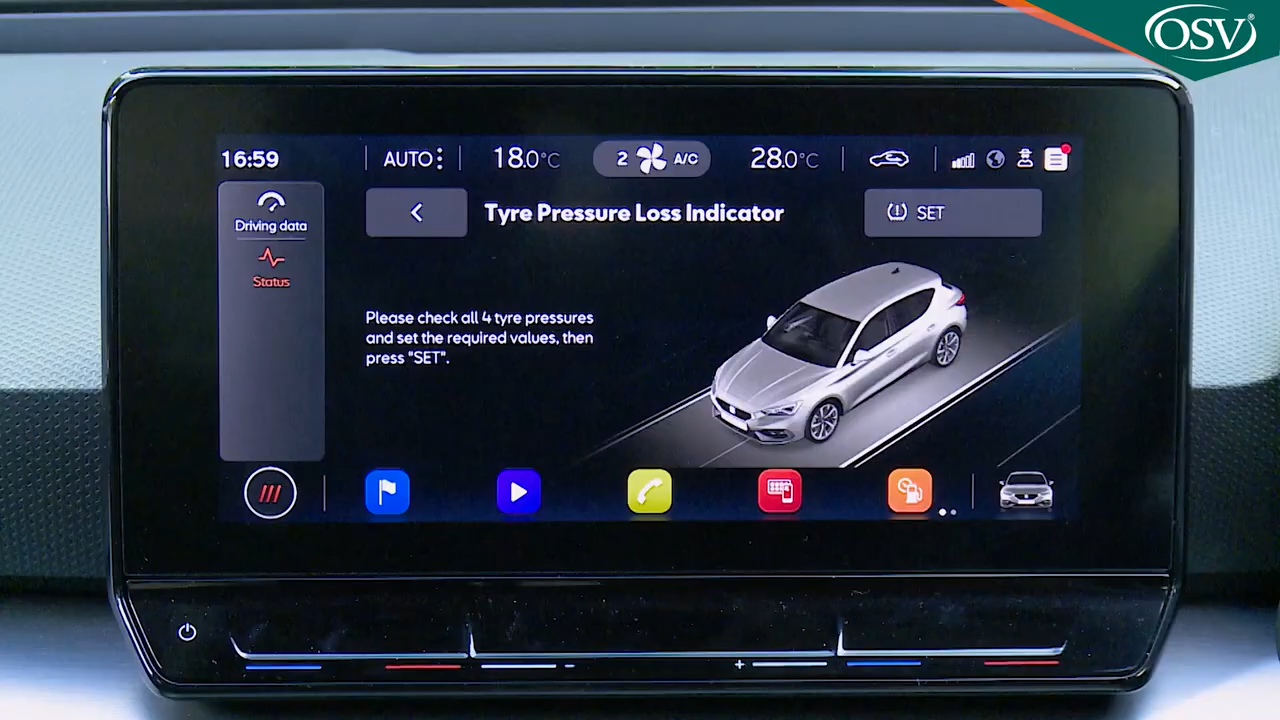 OSV®
16:59
AUTO
18.0°C
2
A/C
28.0°C
Driving data
Tyre Pressure Loss Indicator
SET
Status
Please check all 4 tyre pressures
and set the required values, then
press "SET".
- +